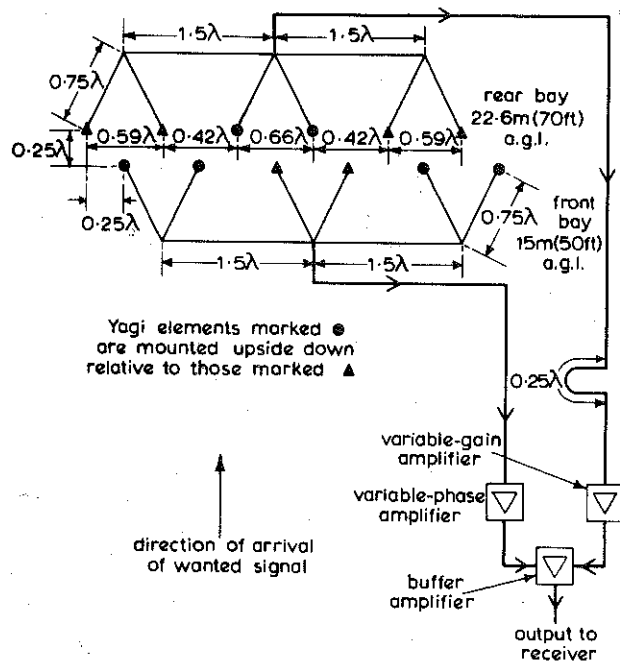 1·5λ
1·5λ
0·75λ
rear bay
22·6m(70ft)
a.g.l.
0·59λ
0·42λ
0·66λ
0·42λ
0·59λ
0·25λ
0·25λ
0·75λ
front
bay
15m(50ft)
a.g.l.
1·5λ
1·5λ
Yagi elements marked ●
are mounted upside down
relative to those marked ▲
0·25λ
variable-gain
amplifier
variable-phase
amplifier
direction of arrival
of wanted signal
buffer
amplifier
output to
receiver